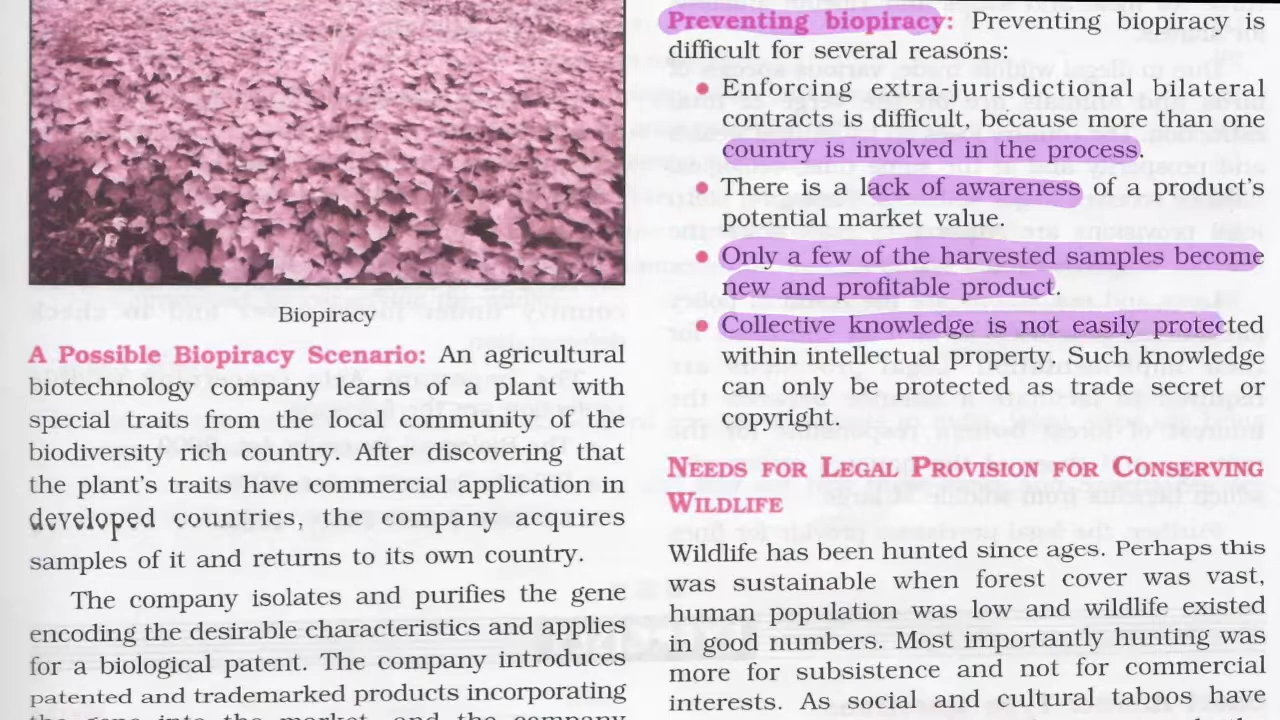 Biopiracy
A Possible Biopiracy Scenario: An agricultural
biotechnology company learns of a plant with
special traits from the local community of the
biodiversity rich country. After discovering that
the plant's traits have commercial application in
developed countries, the company acquires
samples of it and returns to its own country.
The company isolates and purifies the gene
encoding the desirable characteristics and applies
for a biological patent. The company introduces
patented and trademarked products incorporating
the gene into the market, and the company
Preventing biopiracy: Preventing biopiracy is
difficult for several reasons:
• Enforcing extra-jurisdictional bilateral
contracts is difficult, because more than one
country is involved in the process.
• There is a lack of awareness of a product's
potential market value.
• Only a few of the harvested samples become
new and profitable product.
• Collective knowledge is not easily protected
within intellectual property. Such knowledge
can only be protected as trade secret or
copyright.
NEEDS FOR LEGAL PROVISION FOR CONSERVING
WILDLIFE
Wildlife has been hunted since ages. Perhaps this
was sustainable when forest cover was vast,
human population was low and wildlife existed
in good numbers. Most importantly hunting was
more for subsistence and not for commercial
interests. As social and cultural taboos have